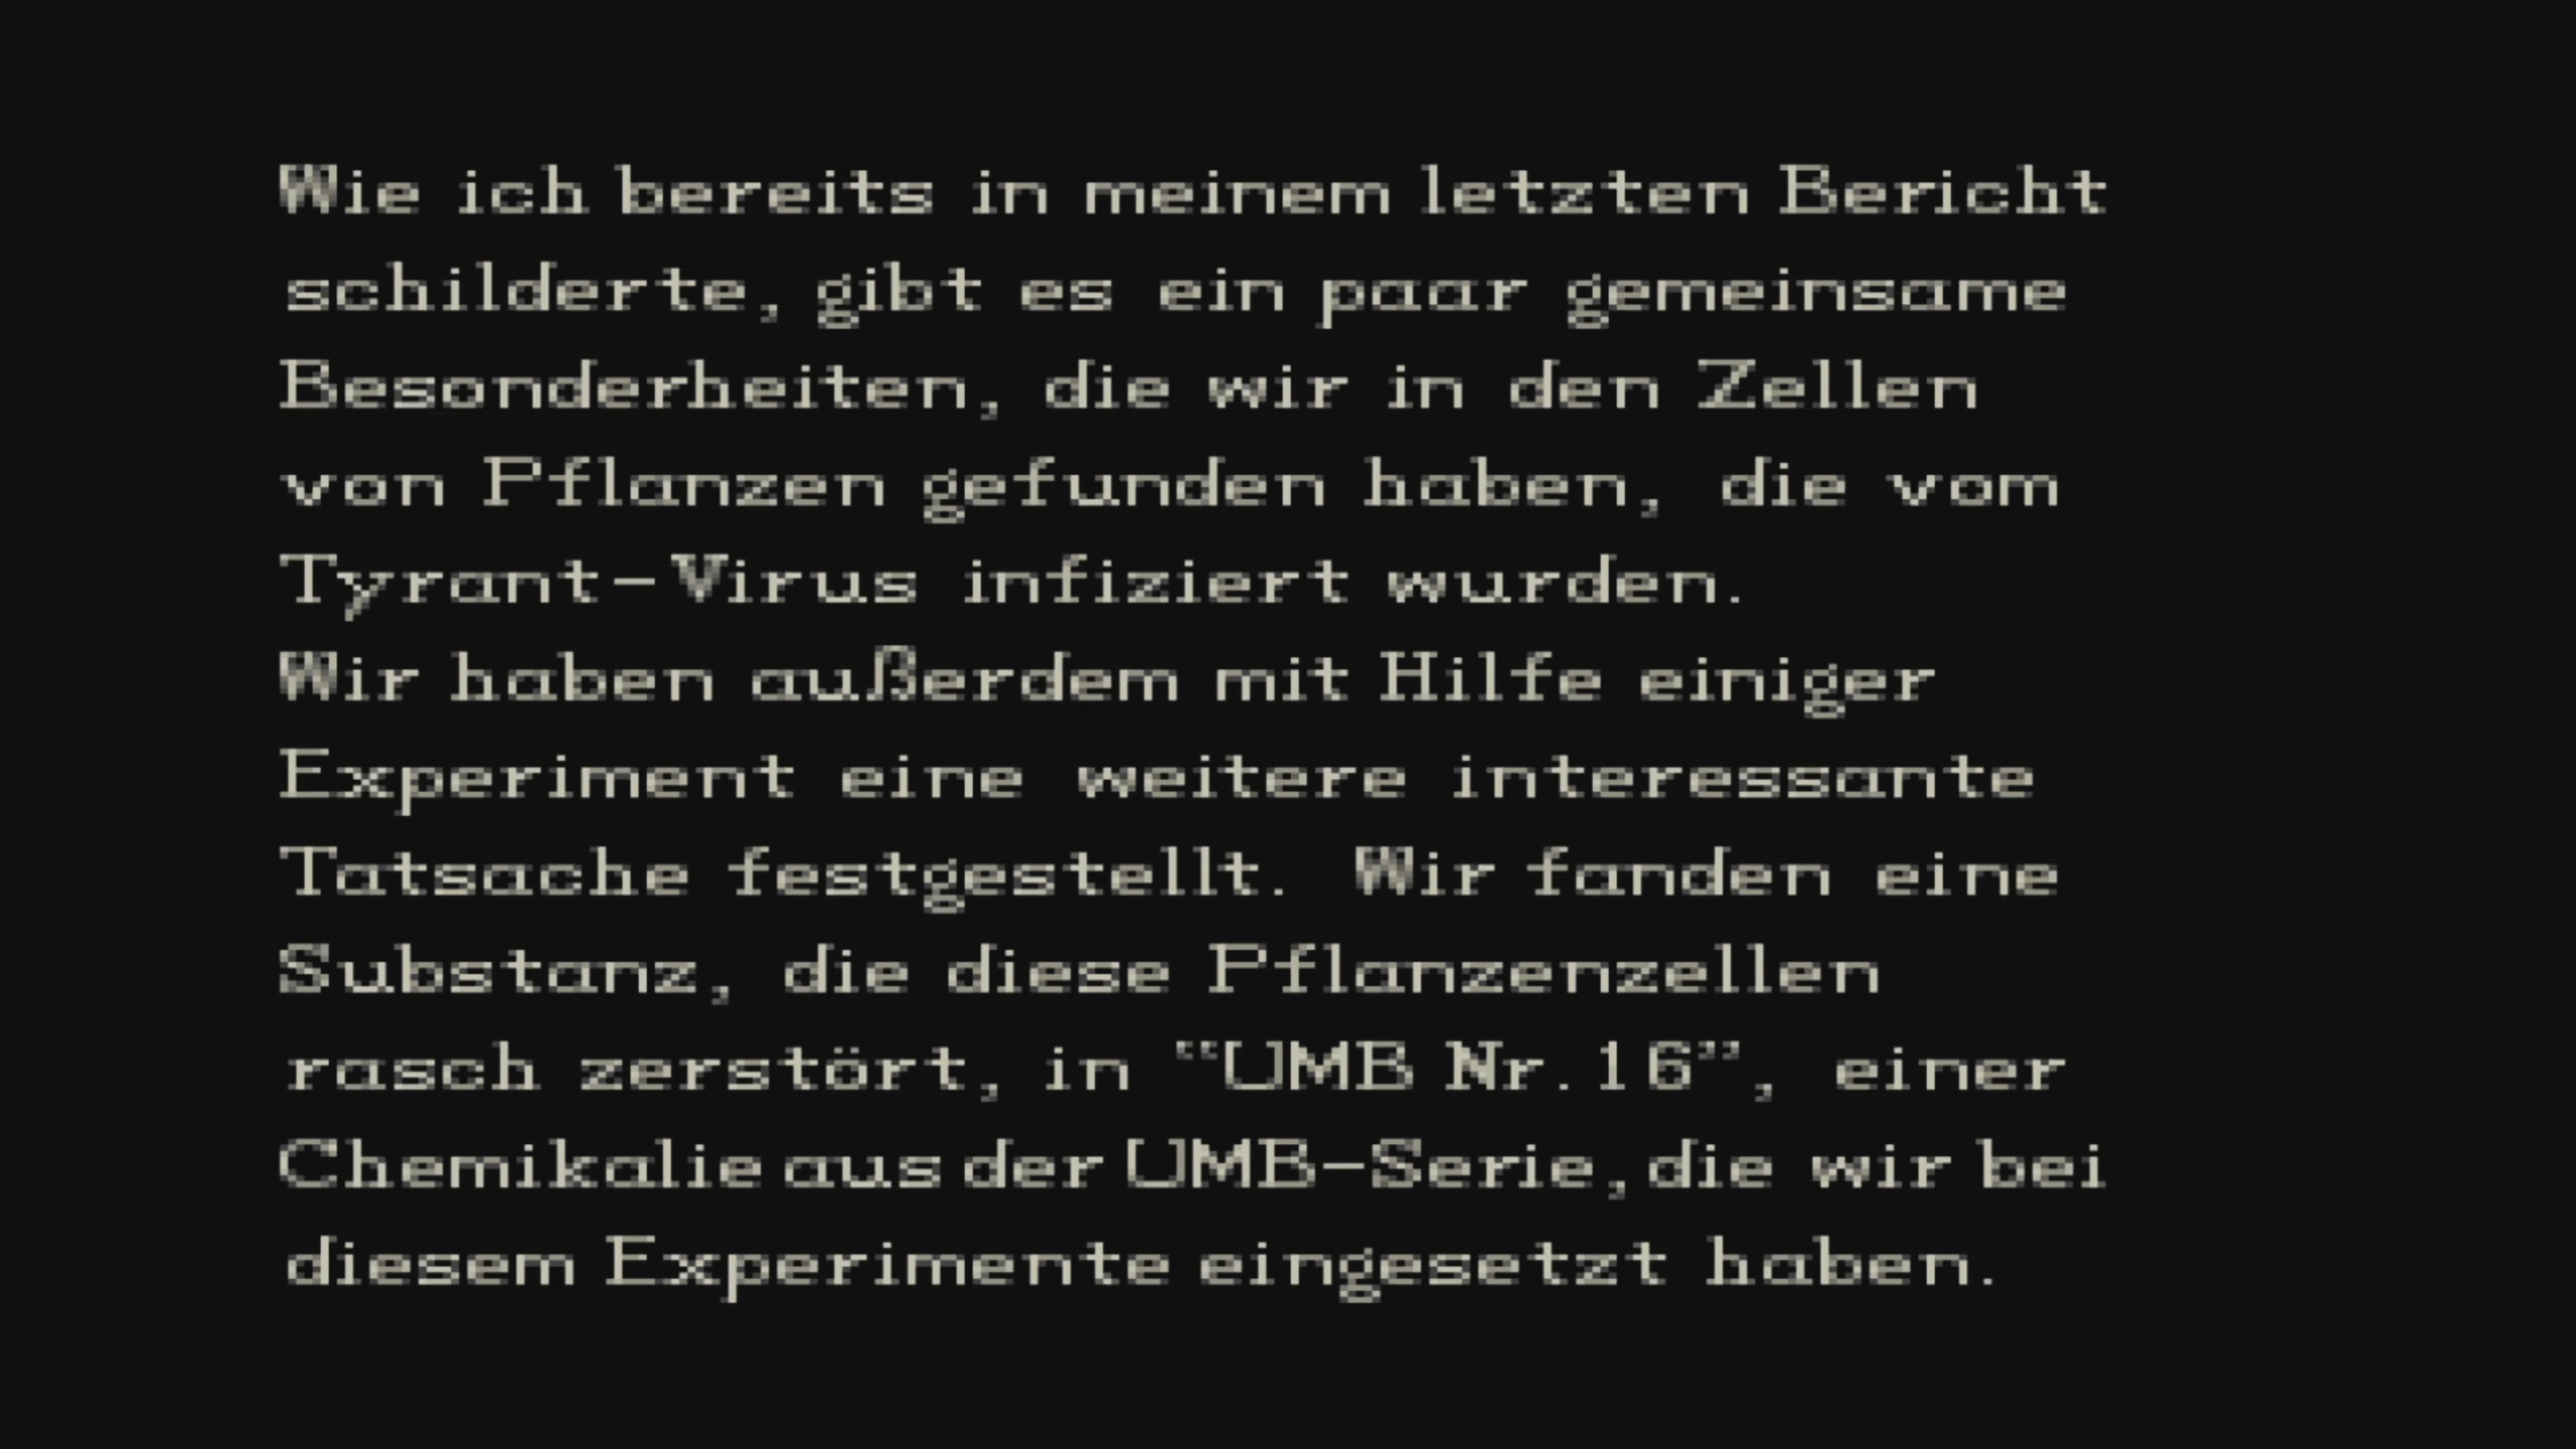 Wie ich bereits in meinem letzten Bericht
schilderte, gibt es ein paar gemeinsame
Besonderheiten, die wir in den Zellen
von Pflanzen gefunden haben, die vom
Tyrant-Virus infiziert wurden.
Wir haben außerdem mit Hilfe einiger
Experiment eine weitere interessante
Tatsache festgestellt. Wir fanden eine
Substanz, die diese Pflanzenzellen
rasch zerstört, in “UMB Nr.16”, einer
Chemikalie aus der UMB-Serie, die wir bei
diesem Experimente eingesetzt haben.